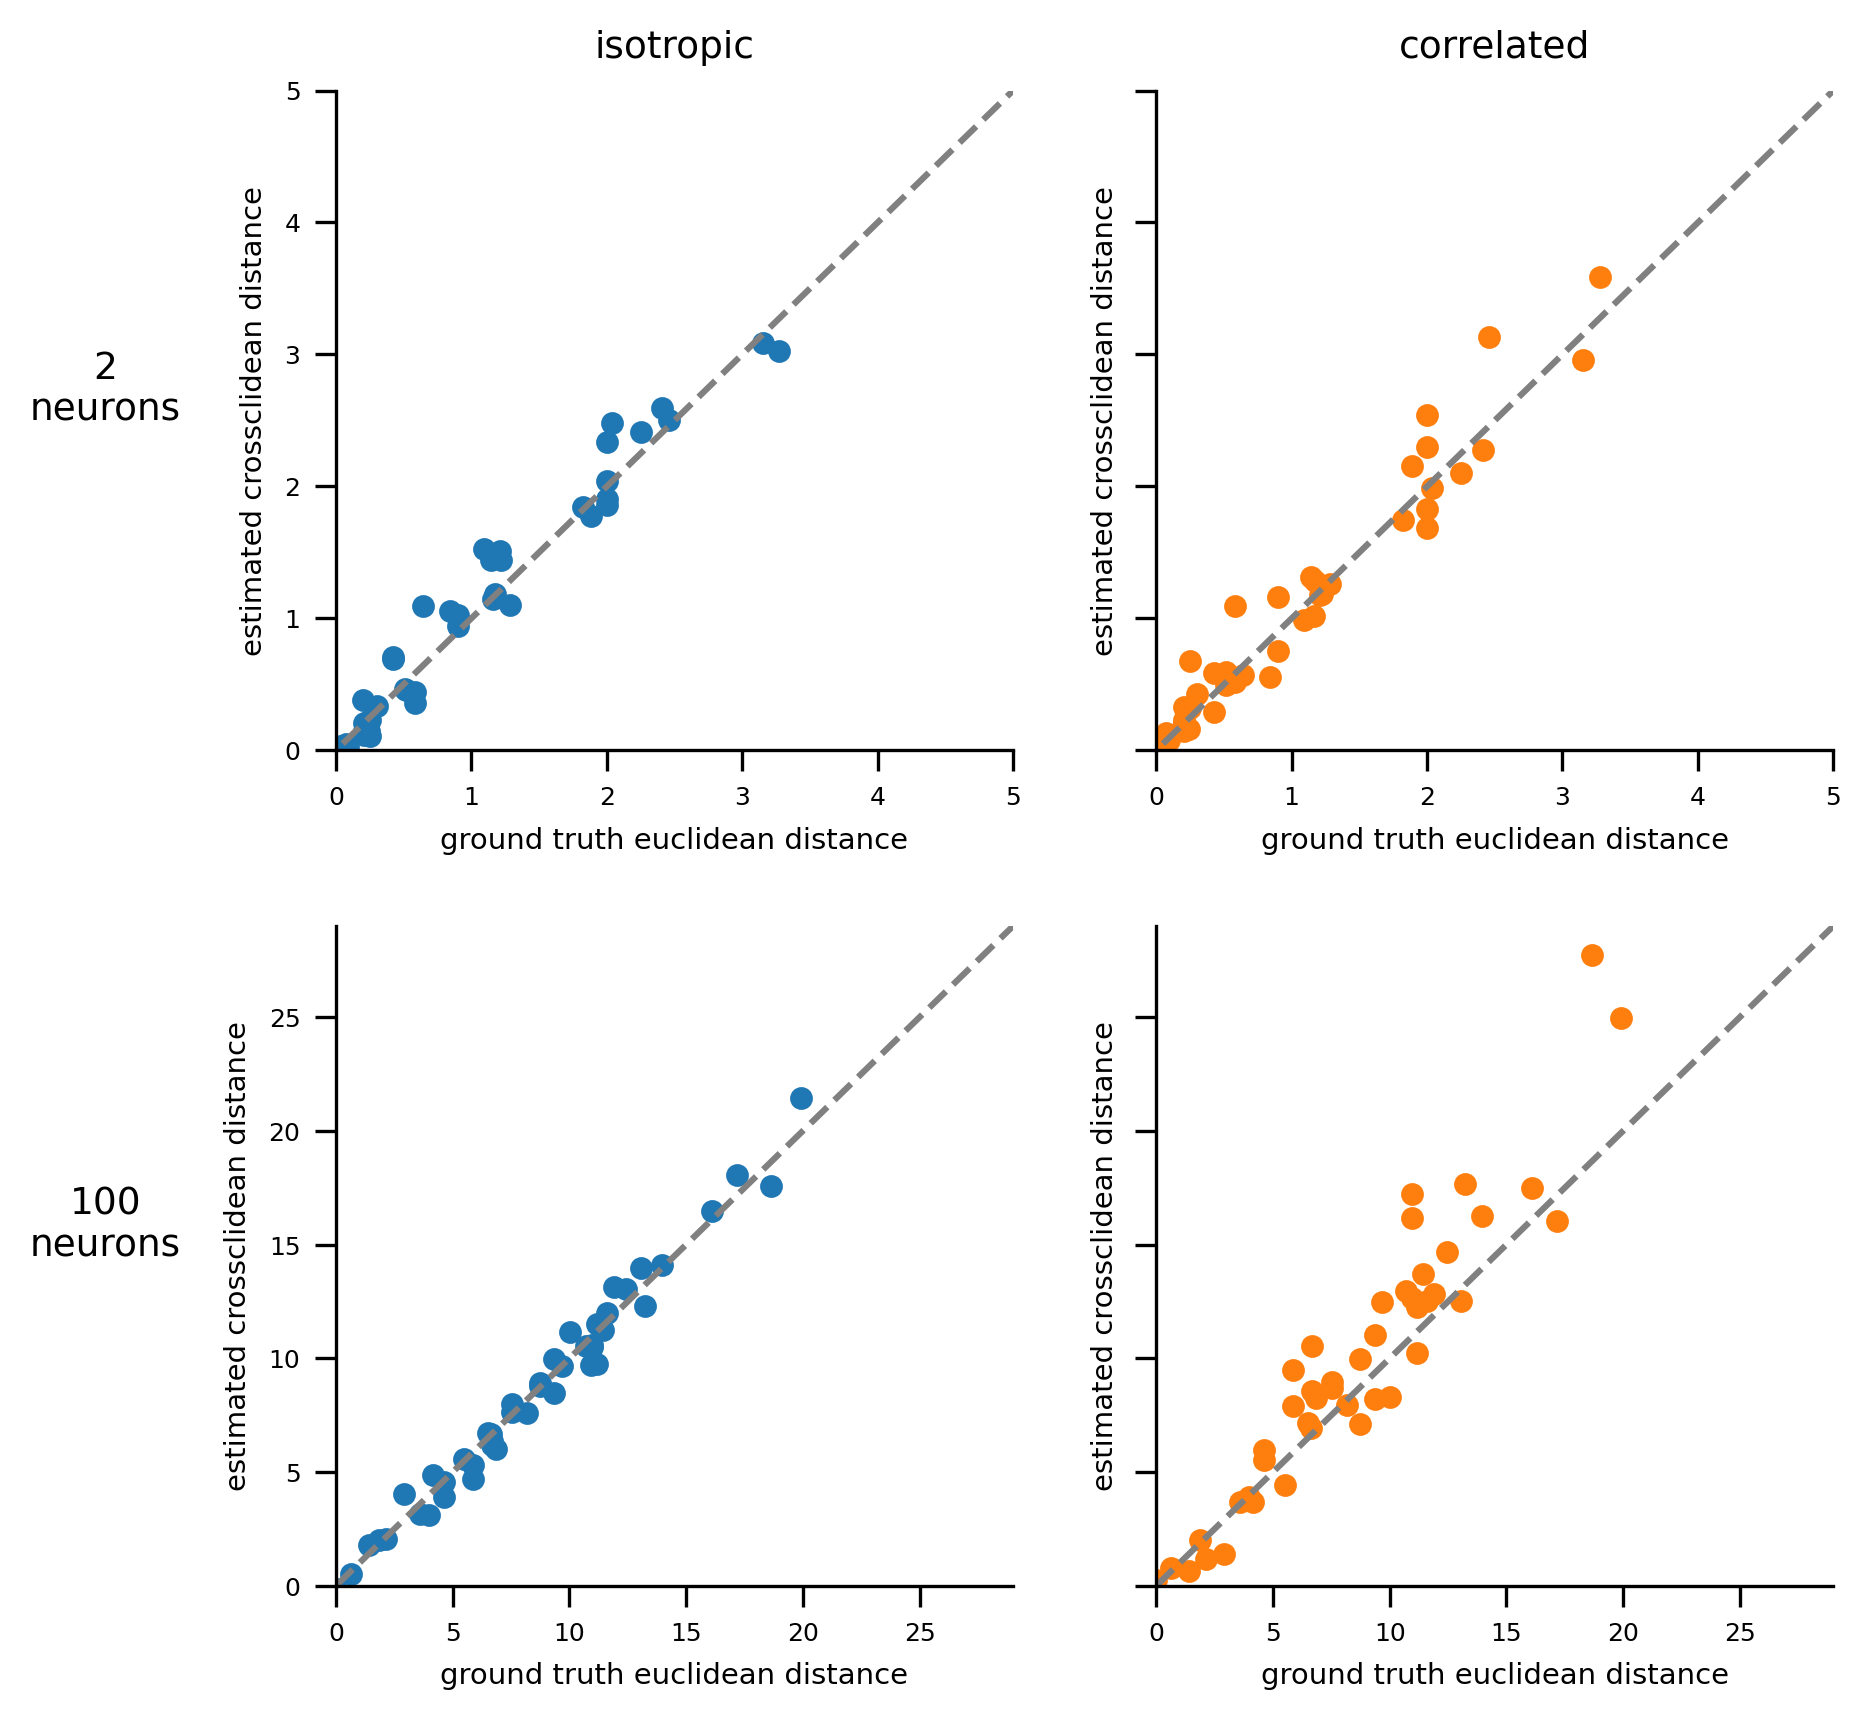 isotropic
correlated
2
neurons
estimated crossclidean distance
5
4
3
2
1
0
0 1 2 3 4 5
ground truth euclidean distance
estimated crossclidean distance
0 1 2 3 4 5
ground truth euclidean distance
100
neurons
estimated crossclidean distance
25
20
15
10
5
0
0 5 10 15 20 25
ground truth euclidean distance
estimated crossclidean distance
0 5 10 15 20 25
ground truth euclidean distance